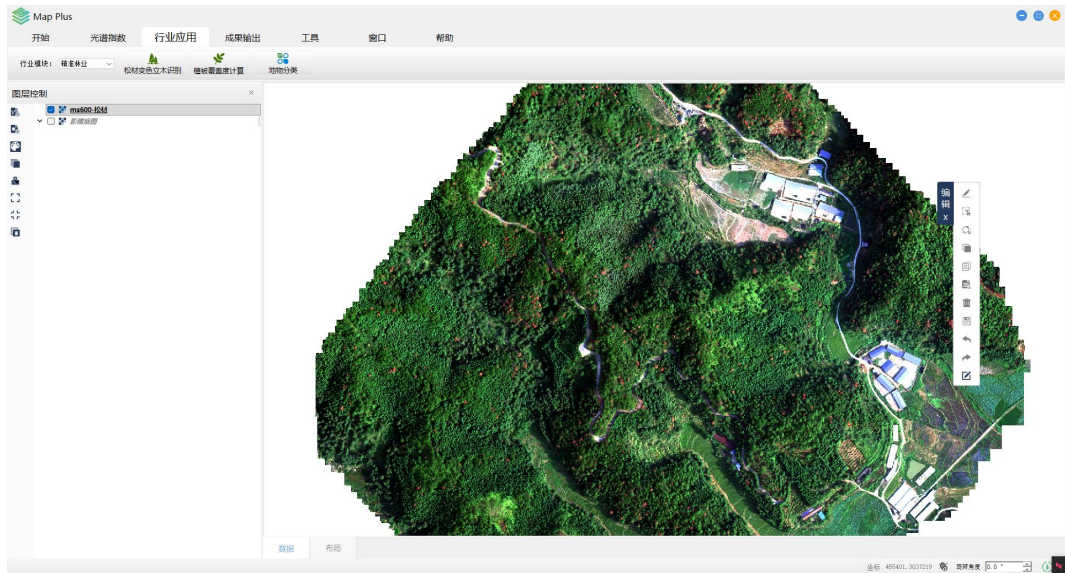 Map Plus
开始 光谱指数 行业应用 成果输出 工具 窗口 帮助
行业模块： 精准林业 松材变色立木识别 植被覆盖度计算 地物分类
图层控制 ×
ms600-松材
影像底图
编辑 x
数据 布局
坐标 455401,3037219 旋转角度 0.0 °